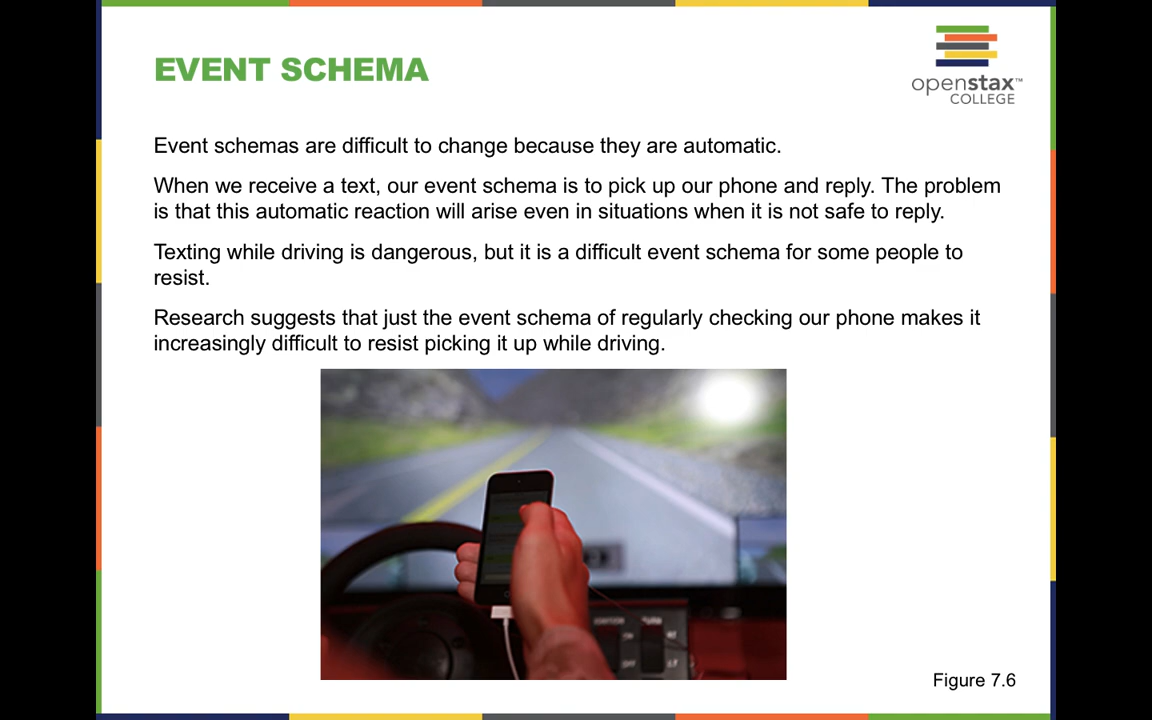 EVENT SCHEMA
openstax™
COLLEGE
Event schemas are difficult to change because they are automatic.
When we receive a text, our event schema is to pick up our phone and reply. The problem
is that this automatic reaction will arise even in situations when it is not safe to reply.
Texting while driving is dangerous, but it is a difficult event schema for some people to
resist.
Research suggests that just the event schema of regularly checking our phone makes it
increasingly difficult to resist picking it up while driving.
OFF
Figure 7.6